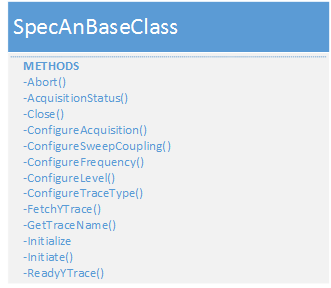 SpecAnBaseClass
METHODS
-Abort()
-AcquisitionStatus()
-Close()
-ConfigureAcquisition()
-ConfigureSweepCoupling()
-ConfigureFrequency()
-ConfigureLevel()
-ConfigureTraceType()
-FetchYTrace()
-GetTraceName()
-Initialize
-Initiate()
-ReadyYTrace()